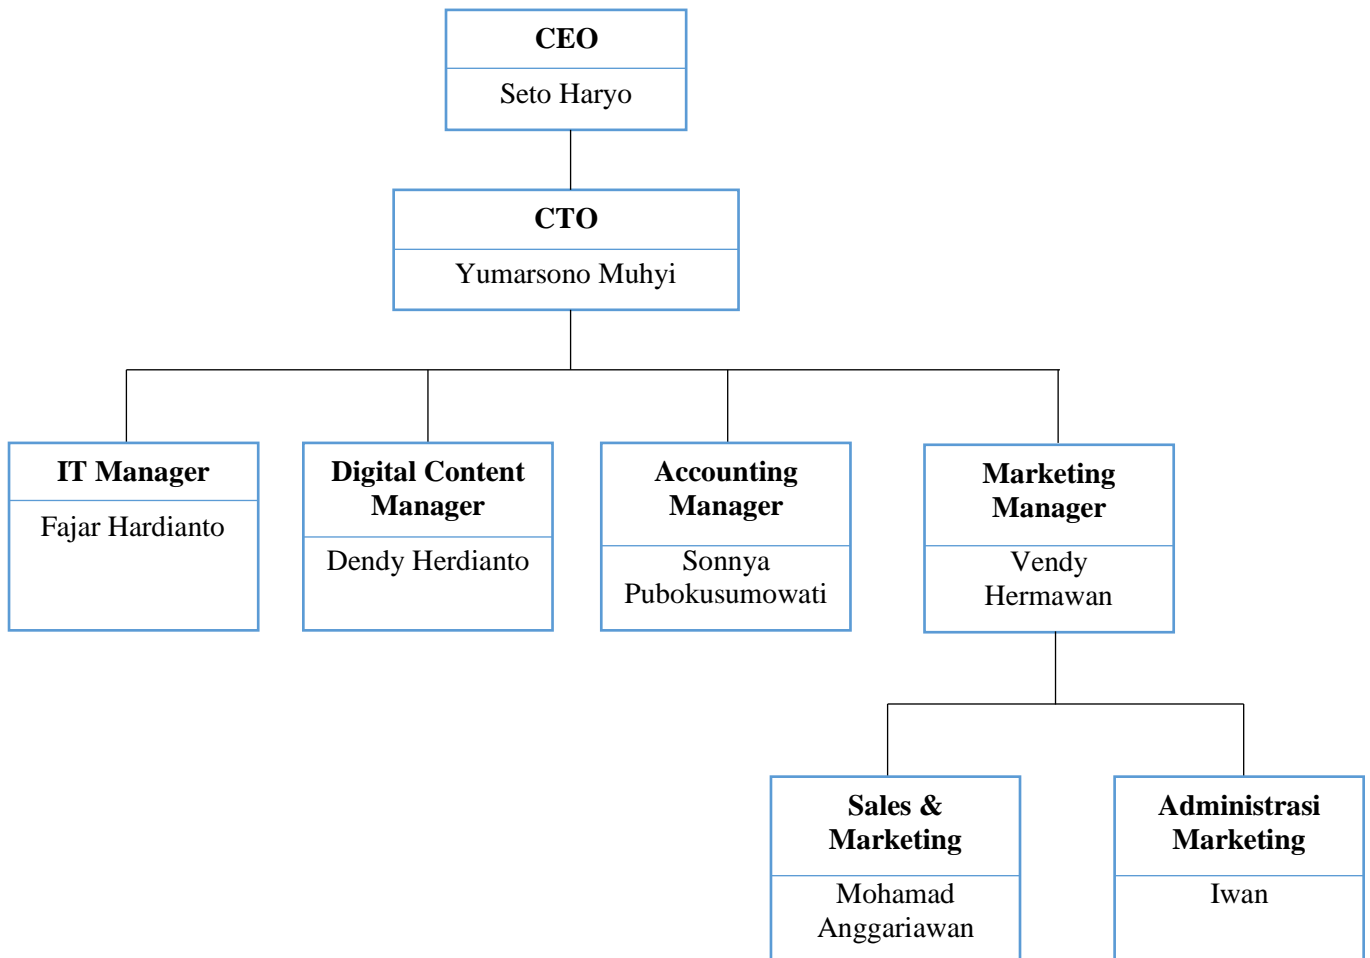 CEO
Seto Haryo
CTO
Yumarsono Muhyi
IT Manager
Fajar Hardianto
Digital Content
Manager
Dendy Herdianto
Accounting
Manager
Sonnya
Pubokusumowati
Marketing
Manager
Vendy
Hermawan
Sales &
Marketing
Mohamad
Anggariawan
Administrasi
Marketing
Iwan